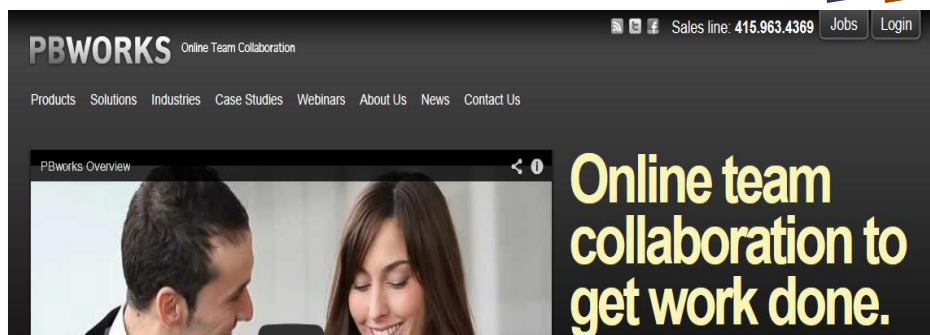 Sales line: 415.963.4369 Jobs Login
PBWORKS Online Team Collaboration
Products Solutions Industries Case Studies Webinars About Us News Contact Us
PBworks Overview
Online team
collaboration to
get work done.